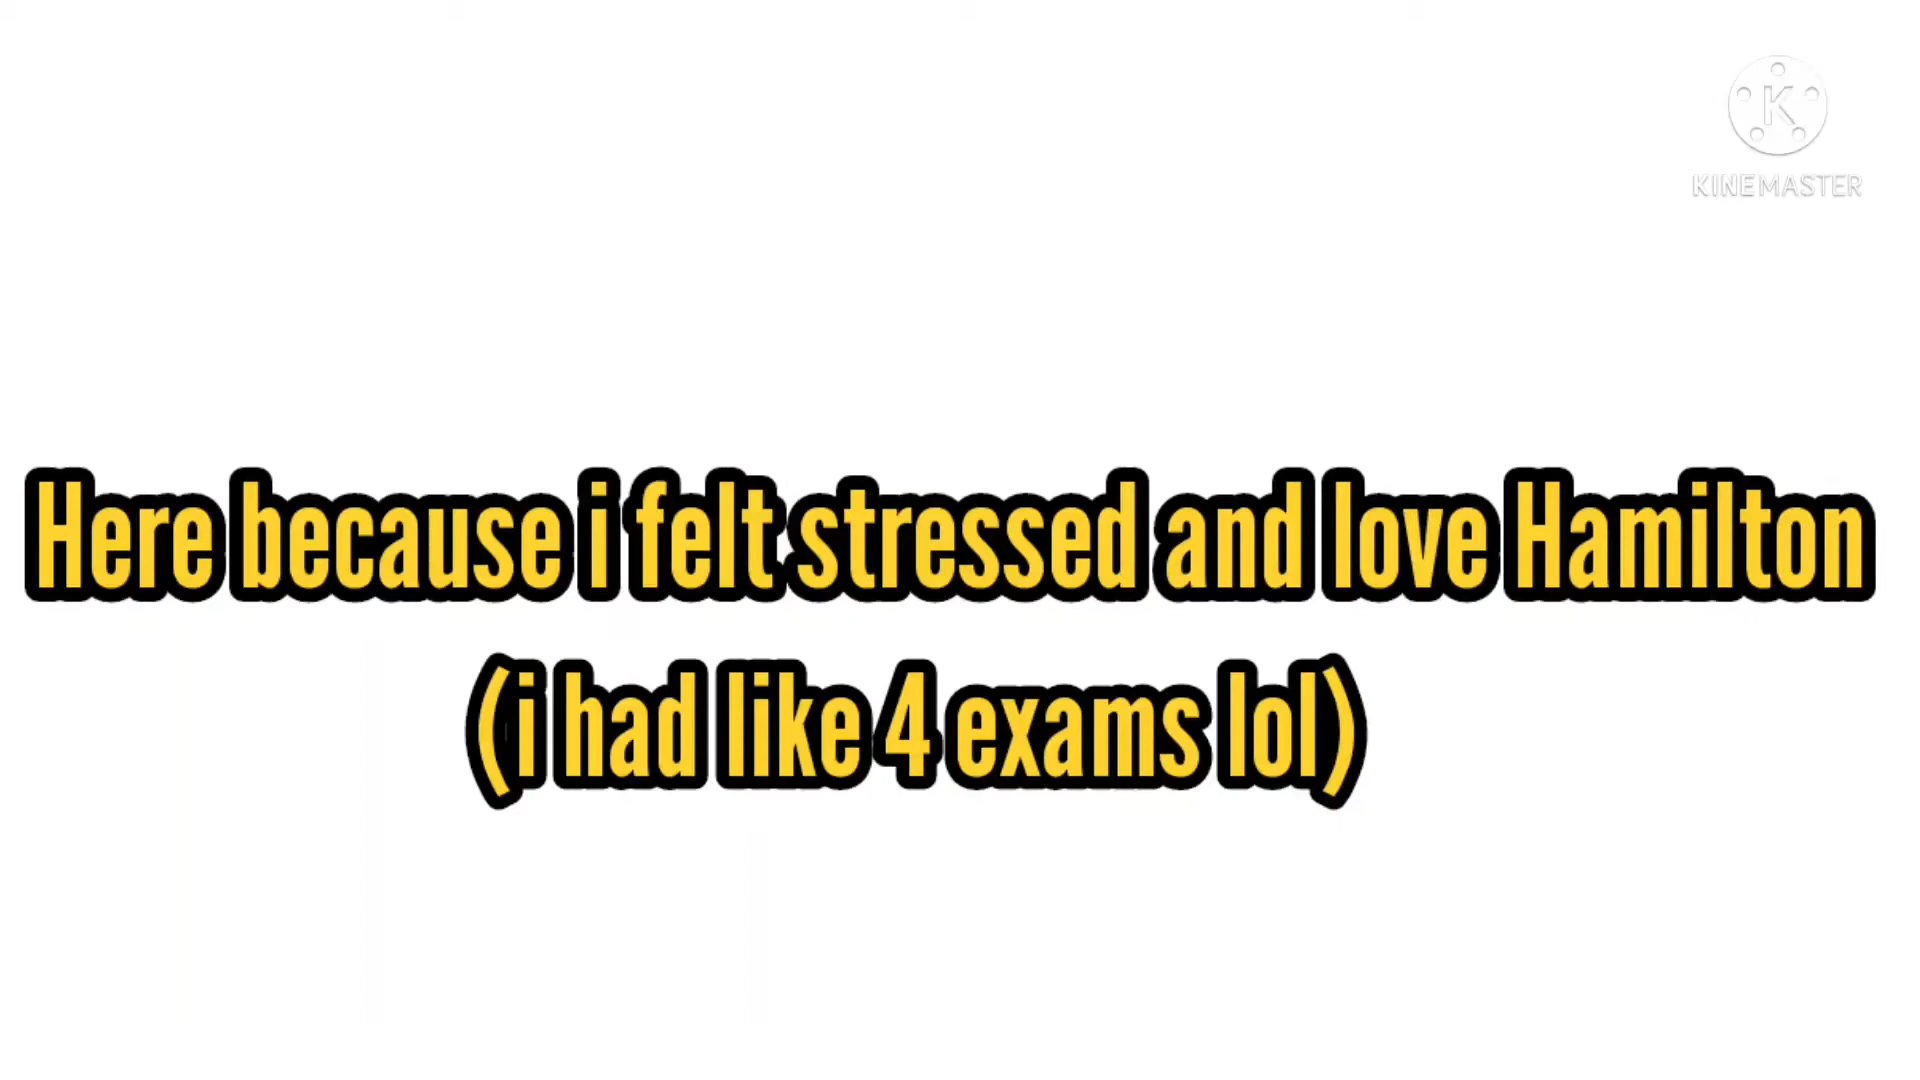 K
KINEMASTER
Here because i felt stressed and love Hamilton
(i had like 4 exams lol)